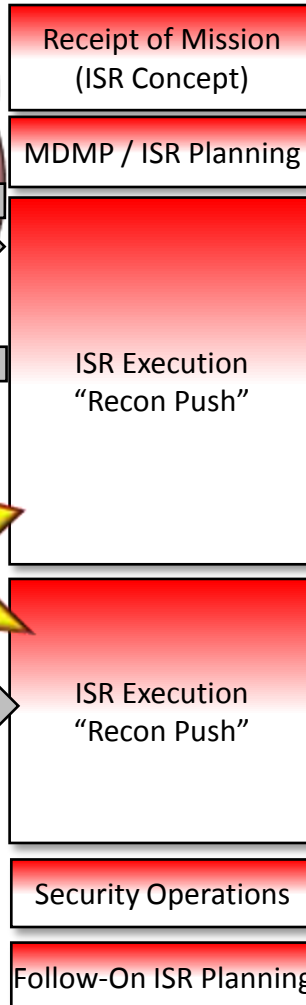 Receipt of Mission
(ISR Concept)
MDMP / ISR Planning
ISR Execution
“Recon Push”
ISR Execution
“Recon Push”
Security Operations
Follow-On ISR Planning